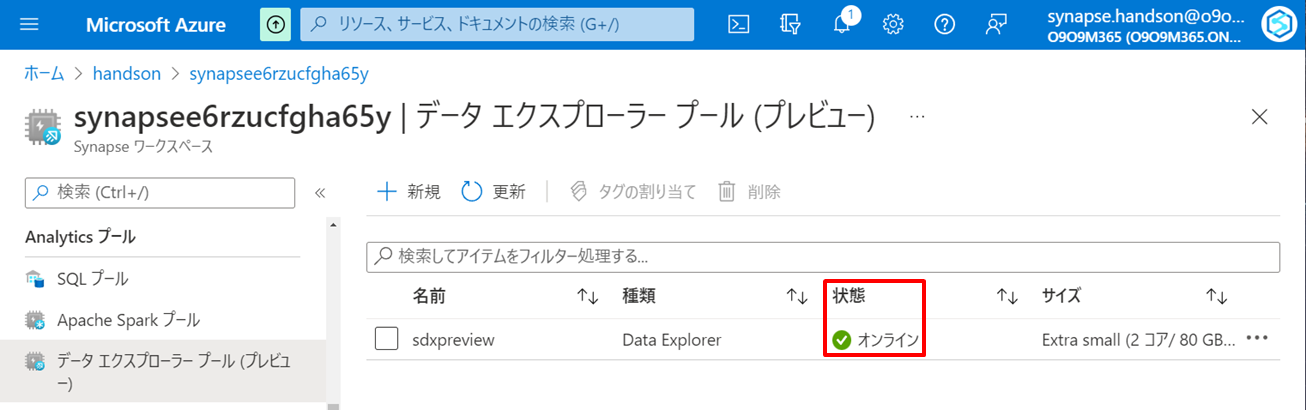 Microsoft Azure
リソース、サービス、ドキュメントの検索 (G+/)
1
synapse.handson@o9o...
O9O9M365 (O9O9M365.ON...
ホーム > handson > synapsee6rzucfgha65y
synapsee6rzucfgha65y | データ エクスプローラー プール (プレビュー) ...
Synapse ワークスペース
検索 (Ctrl+/) «
新規 更新 タグの割り当て 削除
Analytics プール
SQL プール
Apache Spark プール
データ エクスプローラー プール (プレビュ
ー)
検索してアイテムをフィルター処理する...
名前 種類 状態 サイズ
sdxpreview Data Explorer オンライン Extra small (2 コア/ 80 GB... ...